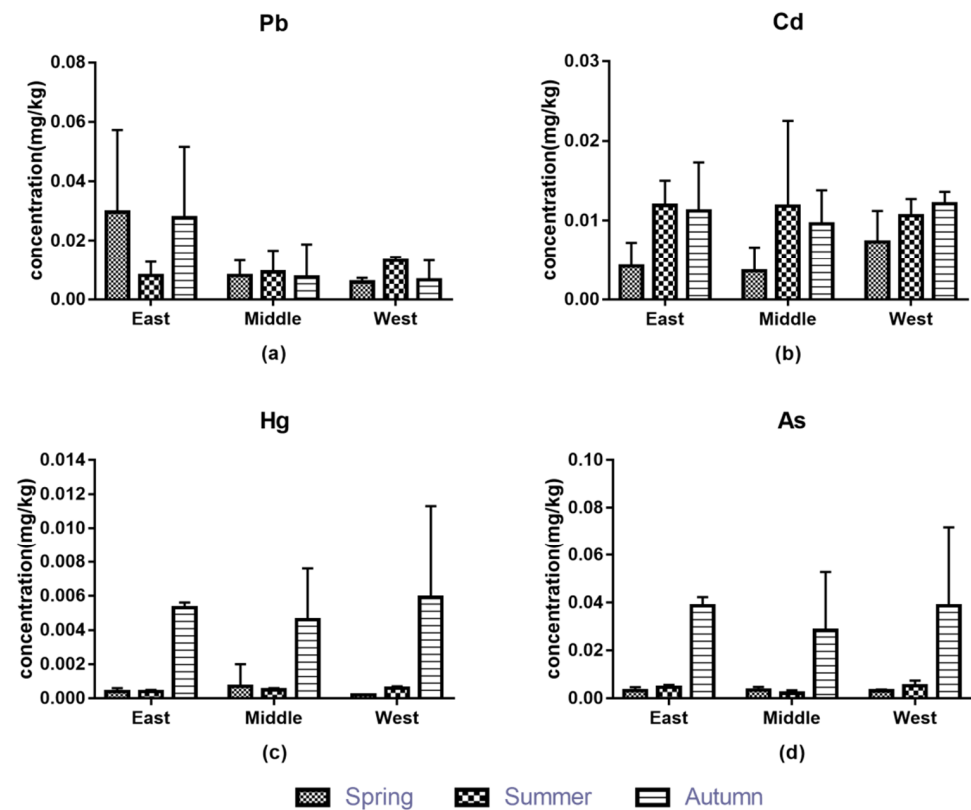 Pb
concentration(mg/kg)
0.08
0.06
0.04
0.02
0.00
East Middle West
(a)
Cd
concentration(mg/kg)
0.03
0.02
0.01
0.00
East Middle West
(b)
Hg
concentration(mg/kg)
0.014
0.012
0.010
0.008
0.006
0.004
0.002
0.000
East Middle West
(c)
As
concentration(mg/kg)
0.10
0.08
0.06
0.04
0.02
0.00
East Middle West
(d)
Spring Summer Autumn